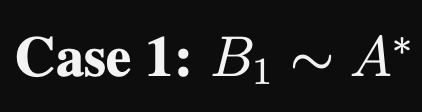 Case 1: B₁ ∼ A*